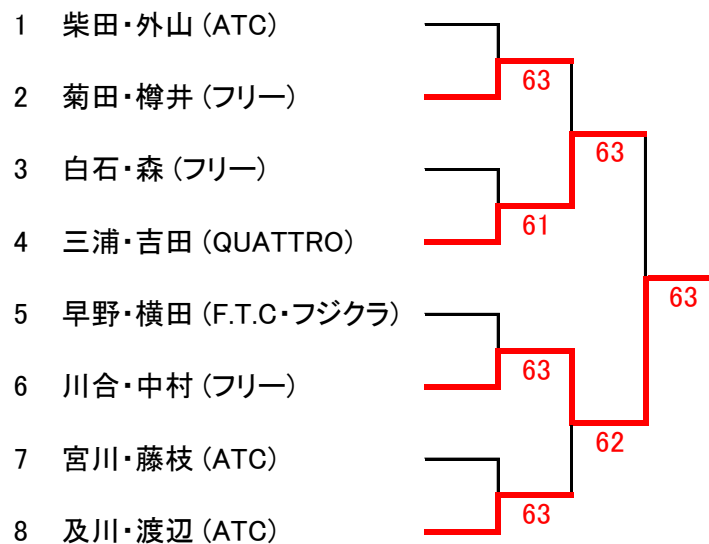 1 柴田・外山 (ATC)
63
2 菊田・樽井 (フリー)
63
3 白石・森 (フリー)
61
4 三浦・吉田 (QUATTRO)
63
5 早野・横田 (F.T.C・フジクラ)
63
6 川合・中村 (フリー)
62
7 宮川・藤枝 (ATC)
63
8 及川・渡辺 (ATC)